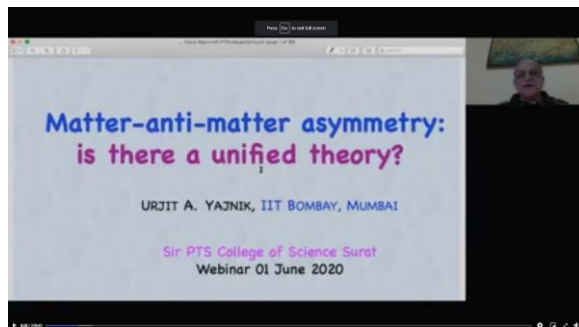 Press Esc to exit full screen
Matter-anti-matter asymmetry:
is there a unified theory?
URJIT A. YAJNIK, IIT BOMBAY, MUMBAI
Sir PTS College of Science Surat
Webinar 01 June 2020